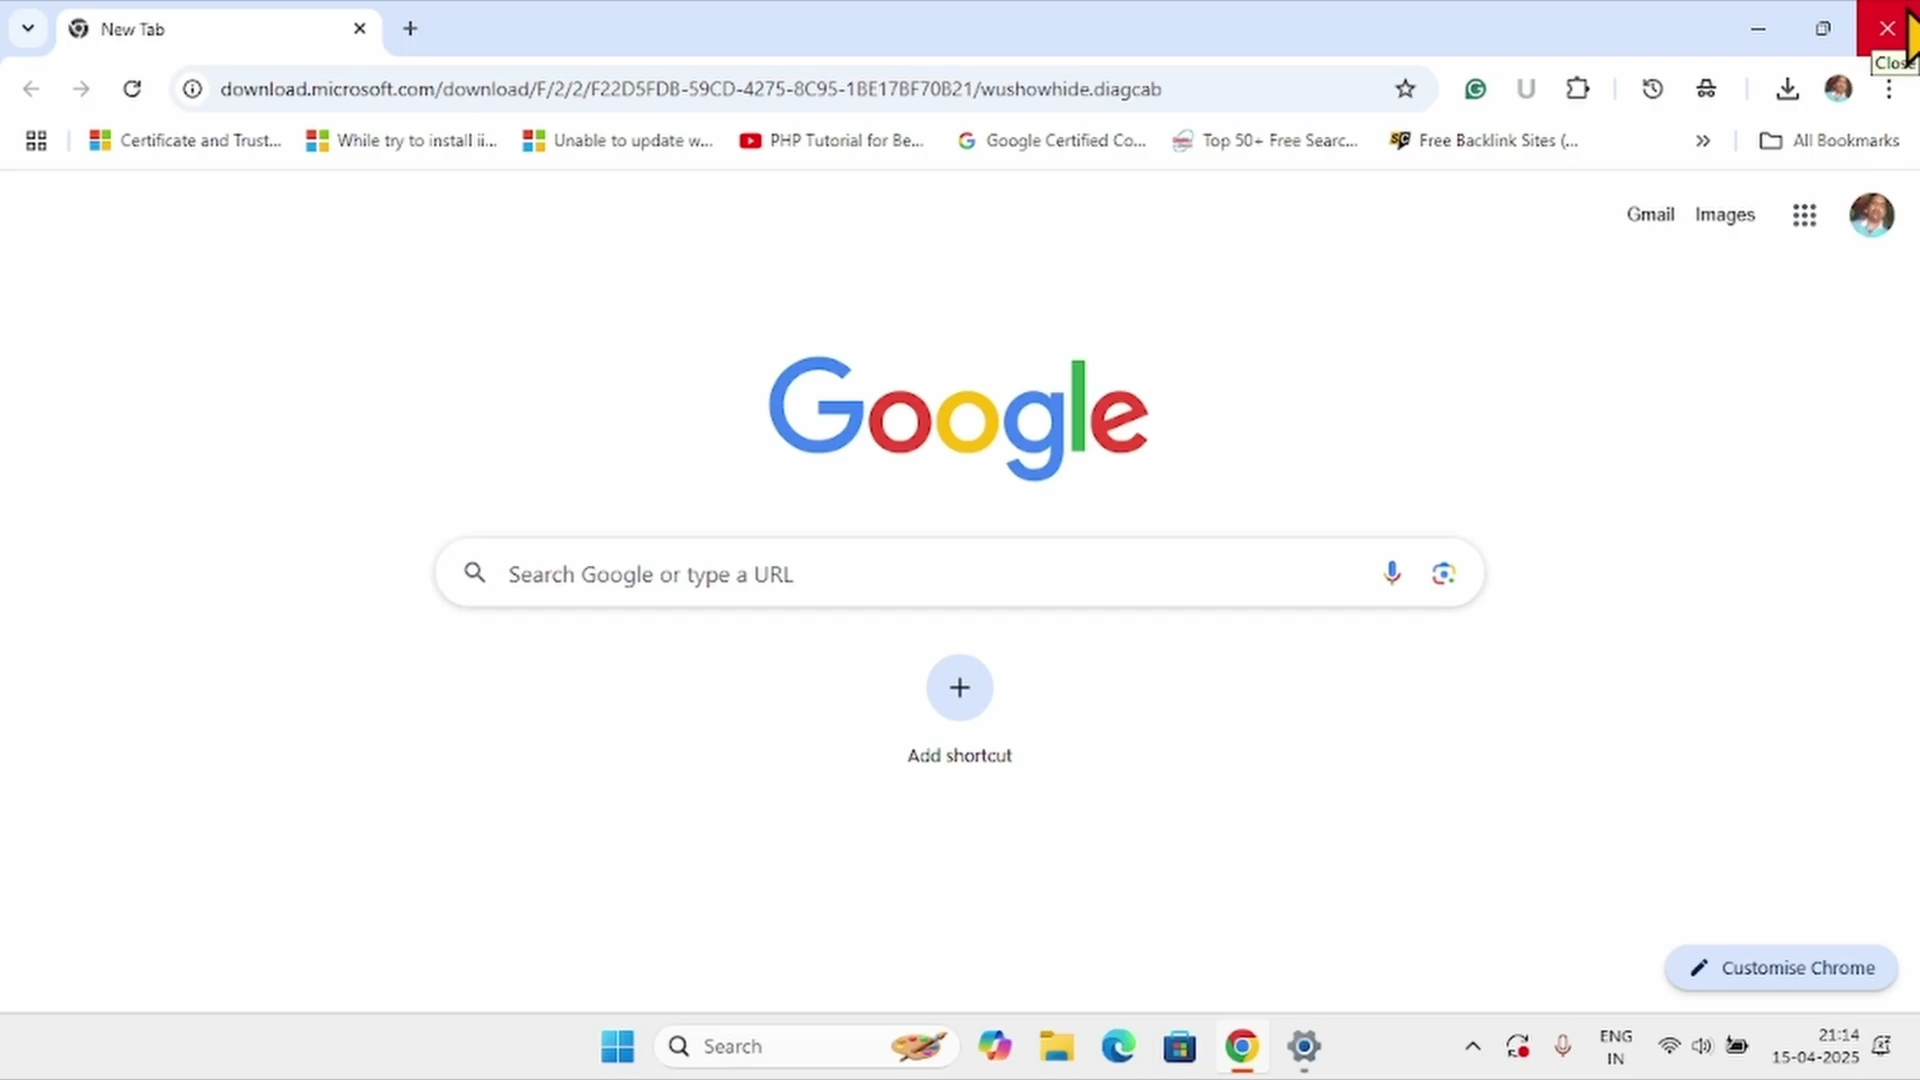 New Tab
Close
download.microsoft.com/download/F/2/2/F22D5FDB-59CD-4275-8C95-1BE17BF70B21/wushowhide.diagcab
Certificate and Trust... While try to install ii... Unable to update w... PHP Tutorial for Be... Google Certified Co... Top 50+ Free Searc... Free Backlink Sites (... All Bookmarks
Gmail Images
Google
Search Google or type a URL
Add shortcut
Customise Chrome
Search
ENG
IN
21:14
15-04-2025